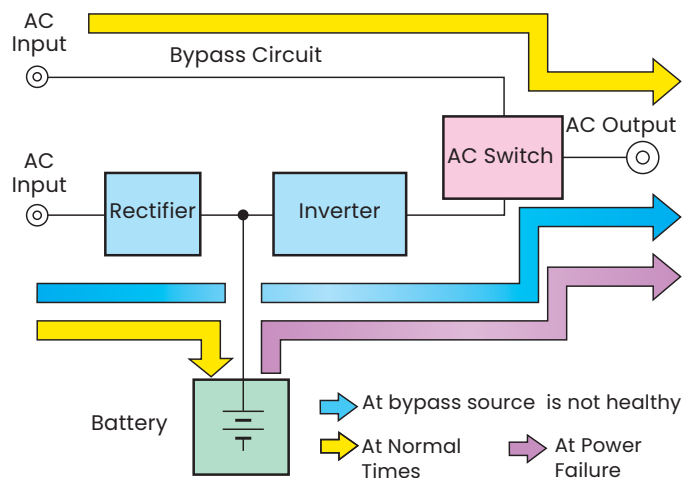 AC
Input
Bypass Circuit
AC Output
AC Switch
AC
Input
Rectifier
Inverter
Battery
At bypass source is not healthy
At Normal
Times
At Power
Failure